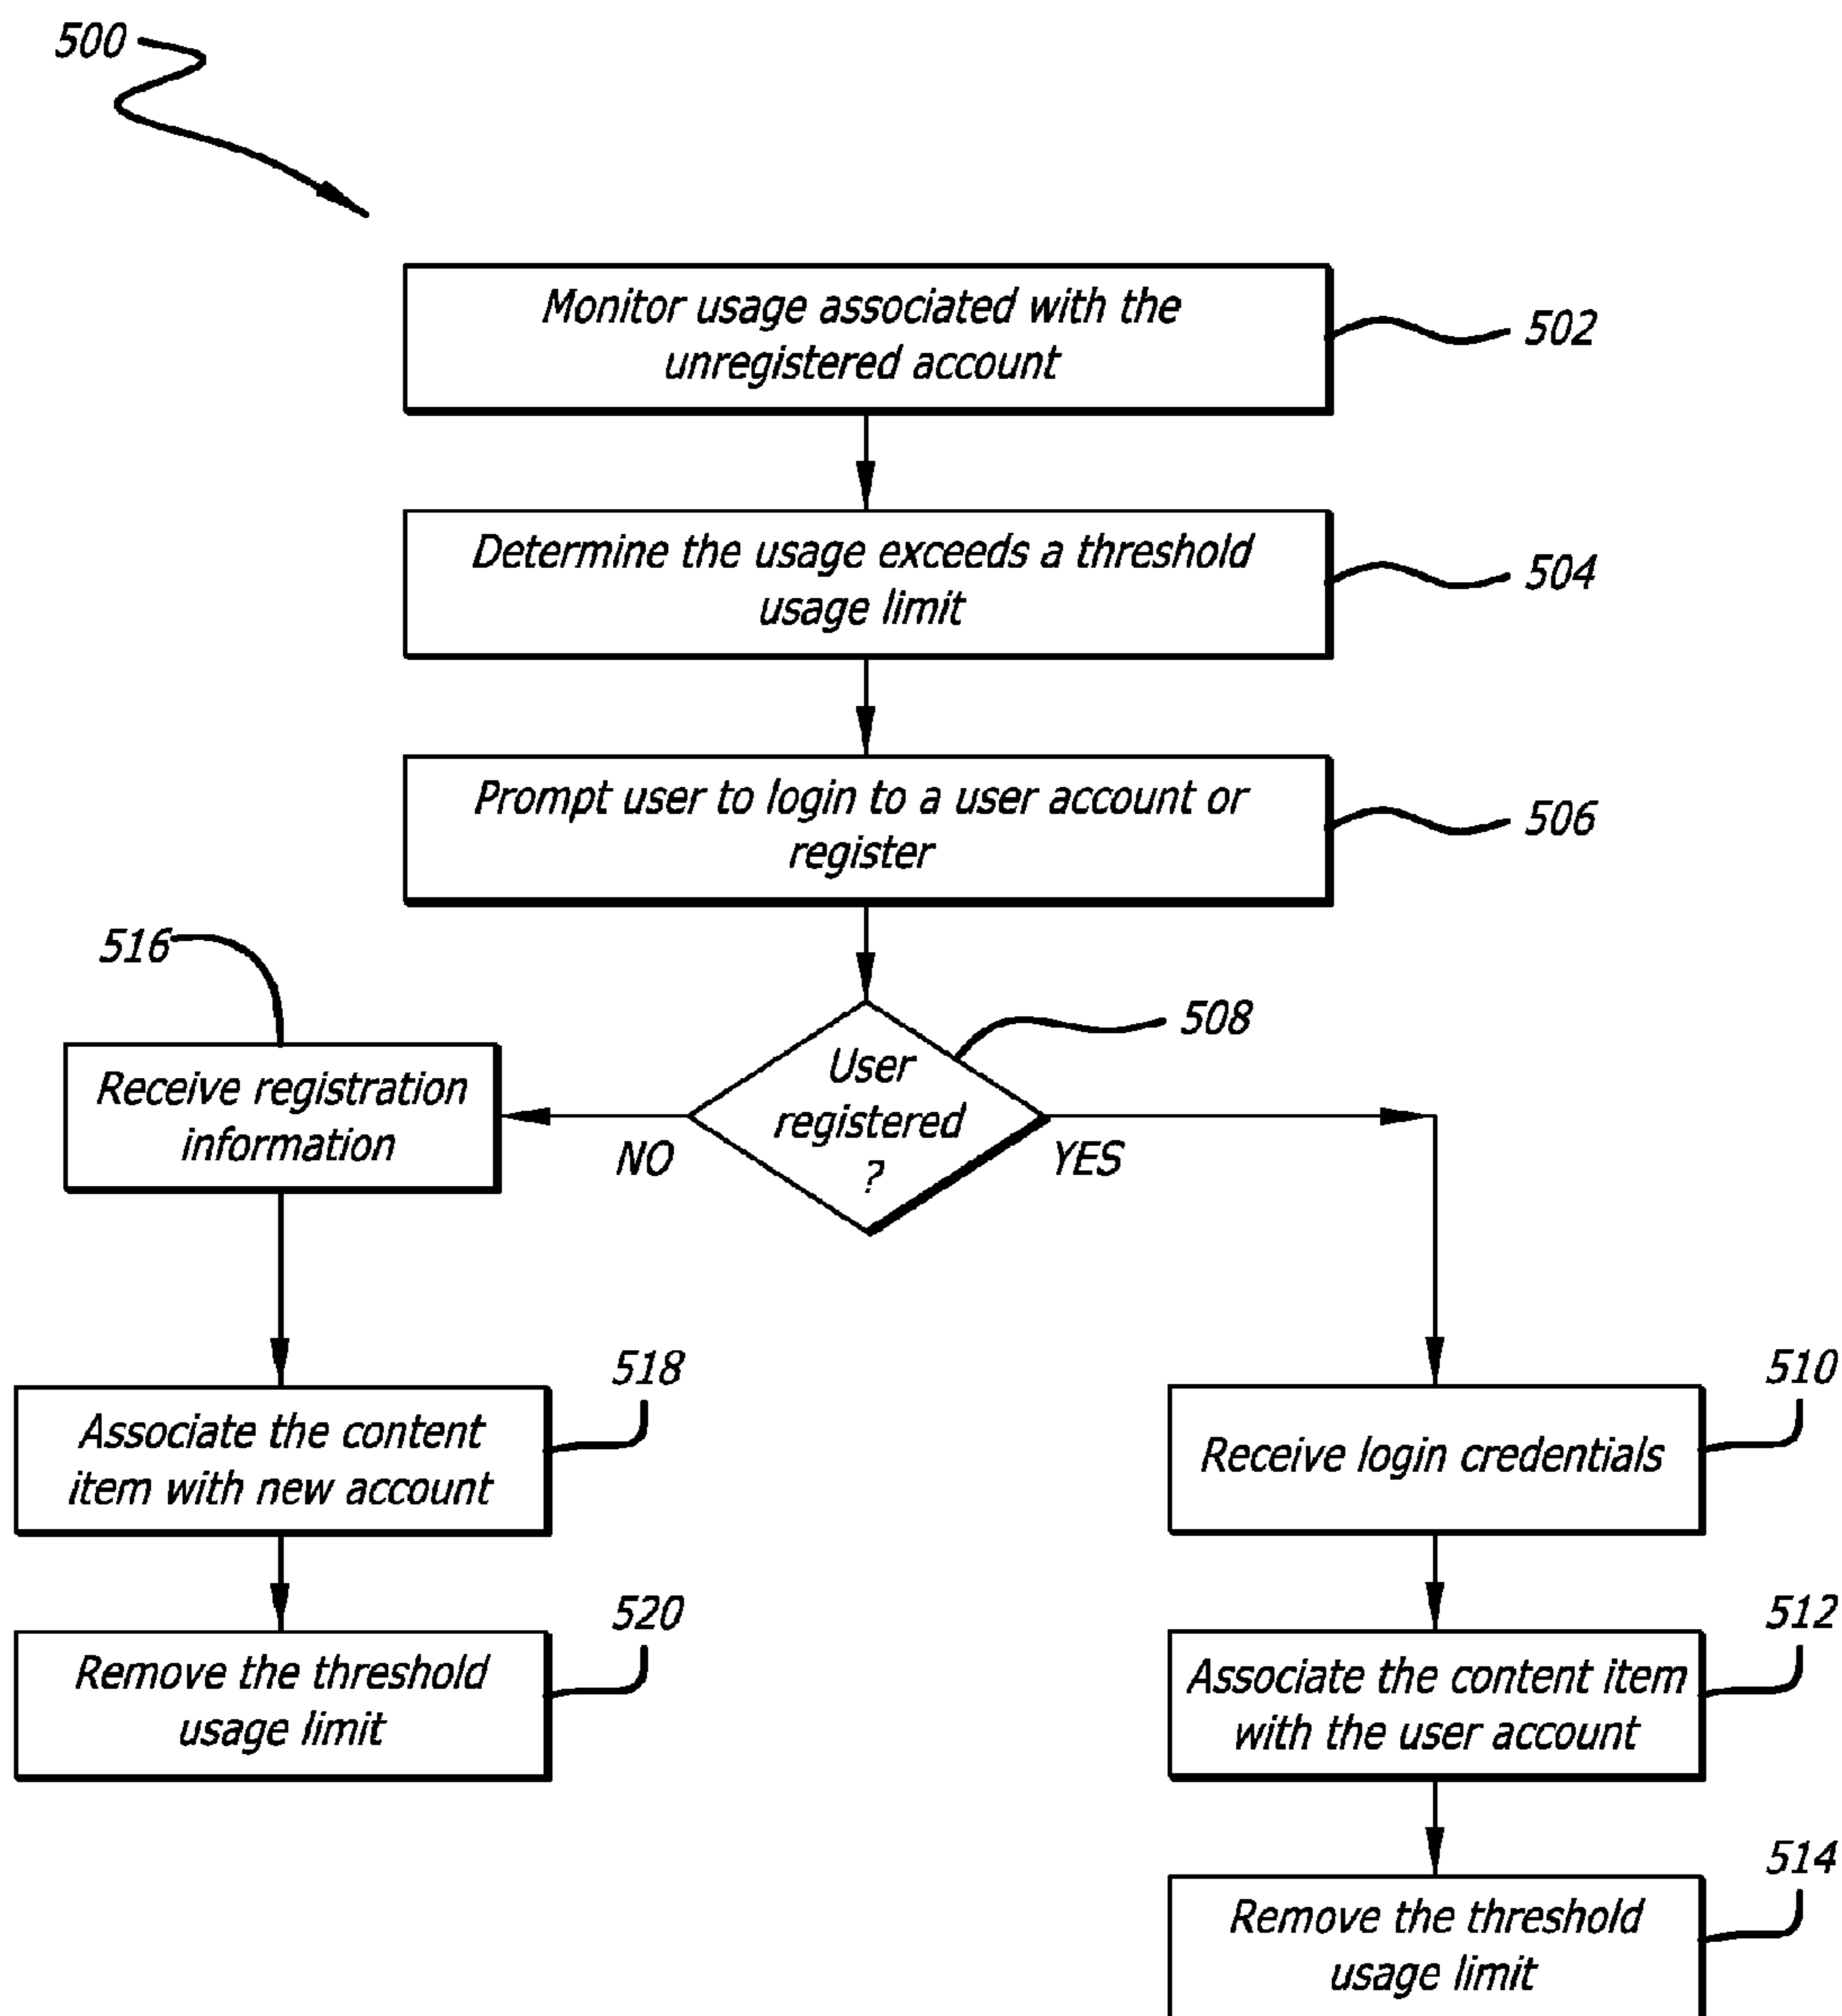 500
Monitor usage associated with the
unregistered account
502
Determine the usage exceeds a threshold
usage limit
504
Prompt user to login to a user account or
register
506
516
508
User
registered
?
Receive registration
information
NO
YES
518
510
Associate the content
item with new account
Receive login credentials
520
512
Remove the threshold
usage limit
Associate the content item
with the user account
514
Remove the threshold
usage limit